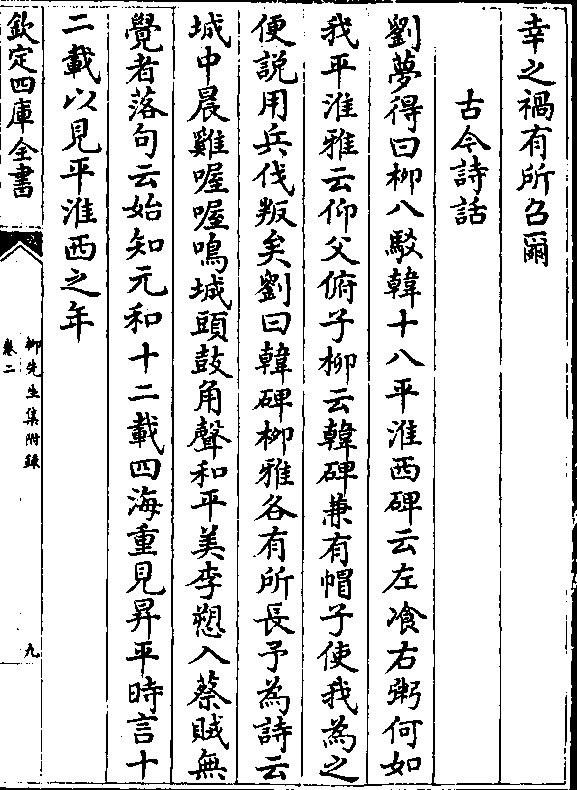 幸之禍有所召爾
古今詩話
劉夢得曰柳八駁韓十八平淮西碑云左飡右粥何如
我平淮雅云仰父俯子柳云韓碑兼有帽子使我為之
便説用兵伐叛矣劉曰韓碑柳雅各有所長予為詩云
城中晨雞喔喔鳴城頭鼓角聲和平美李愬入蔡賊無
覺者落句云始知元和十二載四海重見昇平時言十
二載以見平淮西之年
欽定四庫全書
柳先生集附録
卷二
九